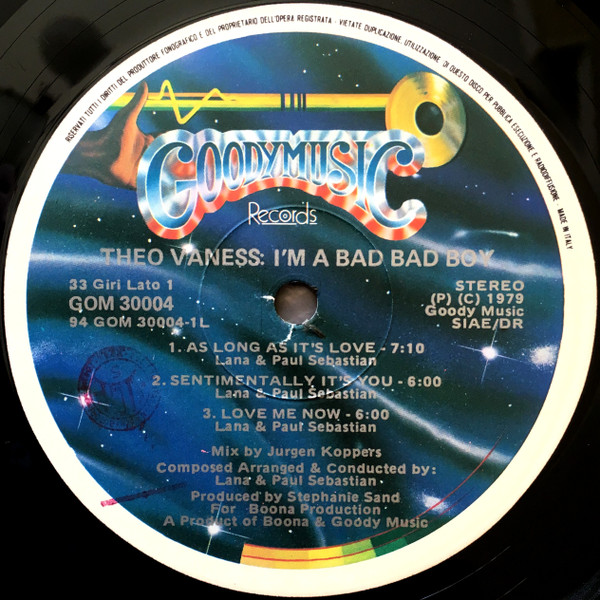 RISERVATI TUTTI I DIRITTI DEL PRODUTTORE FONOGRAFICO E DEL PROPRIETARIO DELL'OPERA REGISTRATA - VIETATE DUPLICAZIONE, UTILIZZAZIONE DI QUESTO DISCO PER PUBBLICA ESECUZIONE E RADIODIFFUSIONE - MADE IN ITALY
GOODYMUSIC
Records
THEO VANESS: I'M A BAD BAD BOY
33 Giri Lato 1
GOM 30004
94 GOM 30004-1L
STEREO
(P) (C) 1979
Goody Music
SIAE/DR
1. AS LONG AS IT'S LOVE - 7:10
Lana & Paul Sebastian
2. SENTIMENTALLY IT'S YOU - 6:00
Lana & Paul Sebastian
3. LOVE ME NOW - 6:00
Lana & Paul Sebastian
Mix by Jurgen Koppers
Composed Arranged & Conducted by:
Lana & Paul Sebastian
Produced by Stephanie Sand
For Boona Production
A Product of Boona & Goody Music